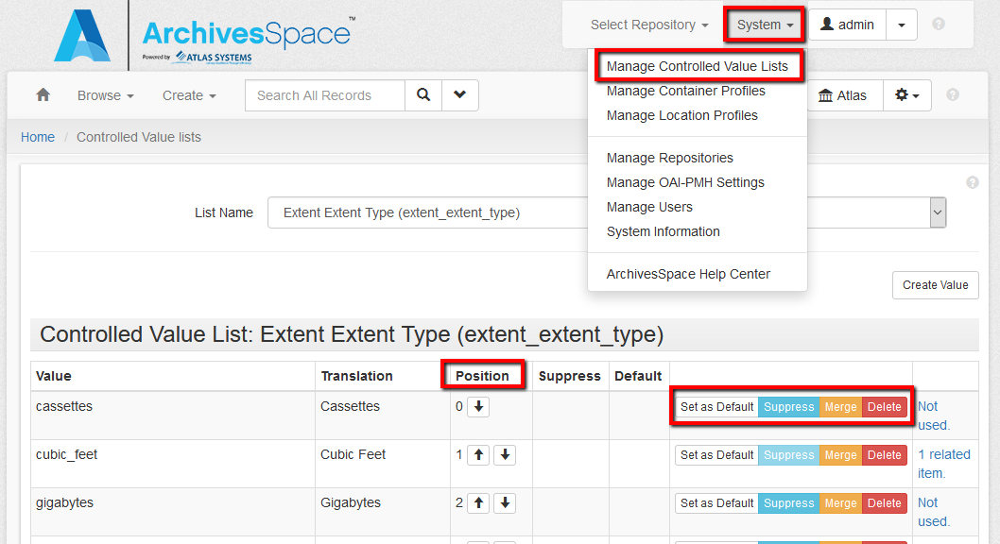 ArchivesSpace™
Powered by ATLAS SYSTEMS
Select Repository
System
admin
Manage Controlled Value Lists
Manage Container Profiles
Manage Location Profiles
Manage Repositories
Manage OAI-PMH Settings
Manage Users
System Information
ArchivesSpace Help Center
Browse
Create
Search All Records
Atlas
Home / Controlled Value lists
List Name
Extent Extent Type (extent_extent_type)
Create Value
Controlled Value List: Extent Extent Type (extent_extent_type)
Value Translation Position Suppress Default
cassettes Cassettes 0 Set as Default Suppress Merge Delete Not used.
cubic_feet Cubic Feet 1 Set as Default Suppress Merge Delete 1 related item.
gigabytes Gigabytes 2 Set as Default Suppress Merge Delete Not used.